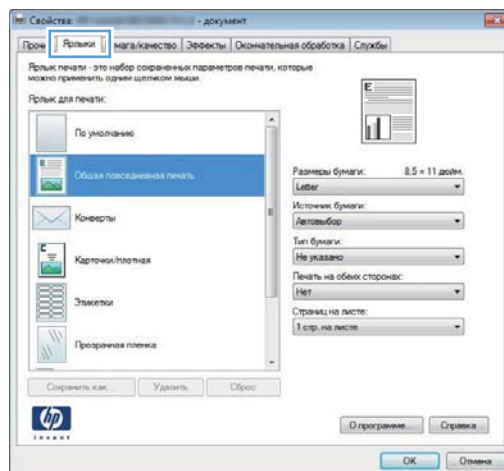 Свойства: - документ
Ярлыки
мага/качество
Эффекты
Окончательная обработка
Службы
Ярлык печати - это набор сохраненных параметров печати, которые
можно применить одним щелчком мыши.
Ярлык для печати:
По умолчанию
Общая повседневная печать
Конверты
Карточки/плотная
Этикетки
Прозрачная пленка
Сохранить как...
Удалить
Сброс
E
Размеры бумаги: 8,5 × 11 дюйм.
Letter
Источник бумаги:
Автовыбор
Тип бумаги:
Не указано
Печать на обеих сторонах:
Нет
Страниц на листе:
1 стр. на листе
hp
invent
О программе...
Справка
OK
Отмена